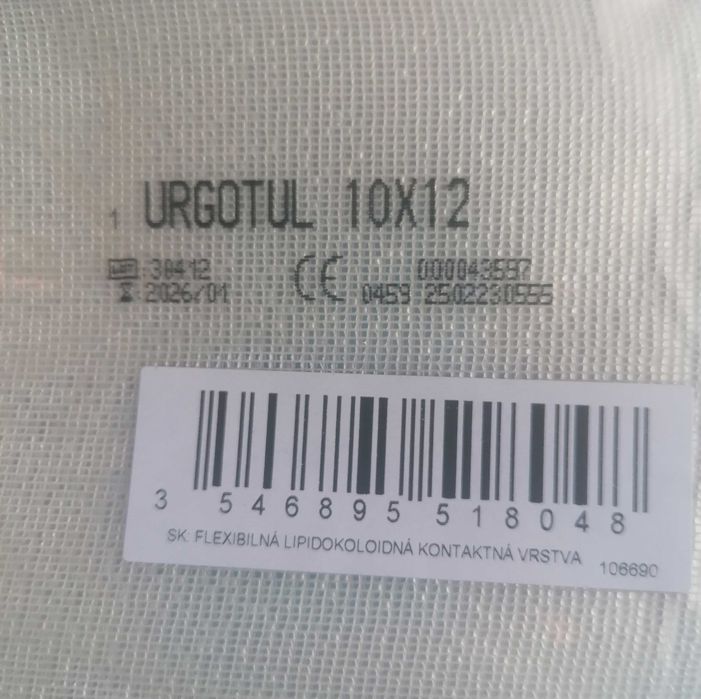 1 URGOTUL 10X12
LOT : 30412 CE 000043597
: 2026/01 0459 2502230555
3 546895 518048
SK: FLEXIBILNÁ LIPIDOKOLOIDNÁ KONTAKTNÁ VRSTVA 106690